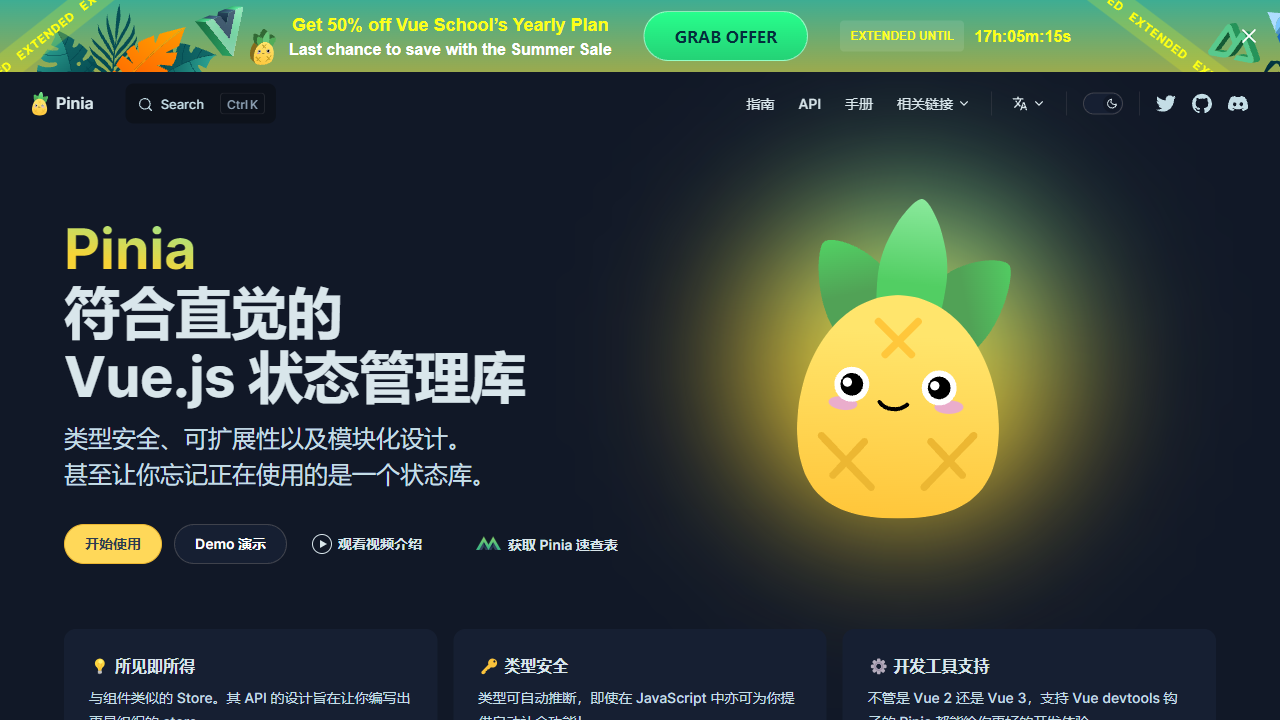 EXTENDED
Get 50% off Vue School's Yearly Plan
Last chance to save with the Summer Sale
GRAB OFFER
EXTENDED UNTIL
17h:05m:15s
EXTENDED
Pinia
Search
Ctrl K
指南
API
手册
相关链接
Pinia
符合直觉的
Vue.js 状态管理库
类型安全、可扩展性以及模块化设计。
甚至让你忘记正在使用的是一个状态库。
开始使用
Demo 演示
观看视频介绍
获取 Pinia 速查表
所见即所得
与组件类似的 Store。其 API 的设计旨在让你编写出
类型安全
类型可自动推断，即使在 JavaScript 中亦可为你提
开发工具支持
不管是 Vue 2 还是 Vue 3，支持 Vue devtools 钩